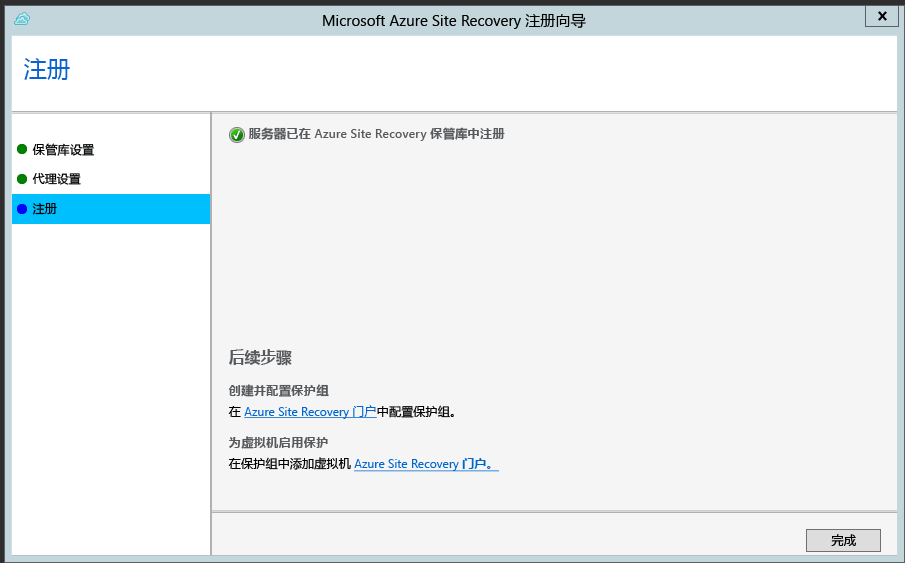 Microsoft Azure Site Recovery 注册向导
注册
保管库设置
代理设置
注册
服务器已在 Azure Site Recovery 保管库中注册
后续步骤
创建并配置保护组
在 Azure Site Recovery 门户中配置保护组。
为虚拟机启用保护
在保护组中添加虚拟机 Azure Site Recovery 门户。
完成